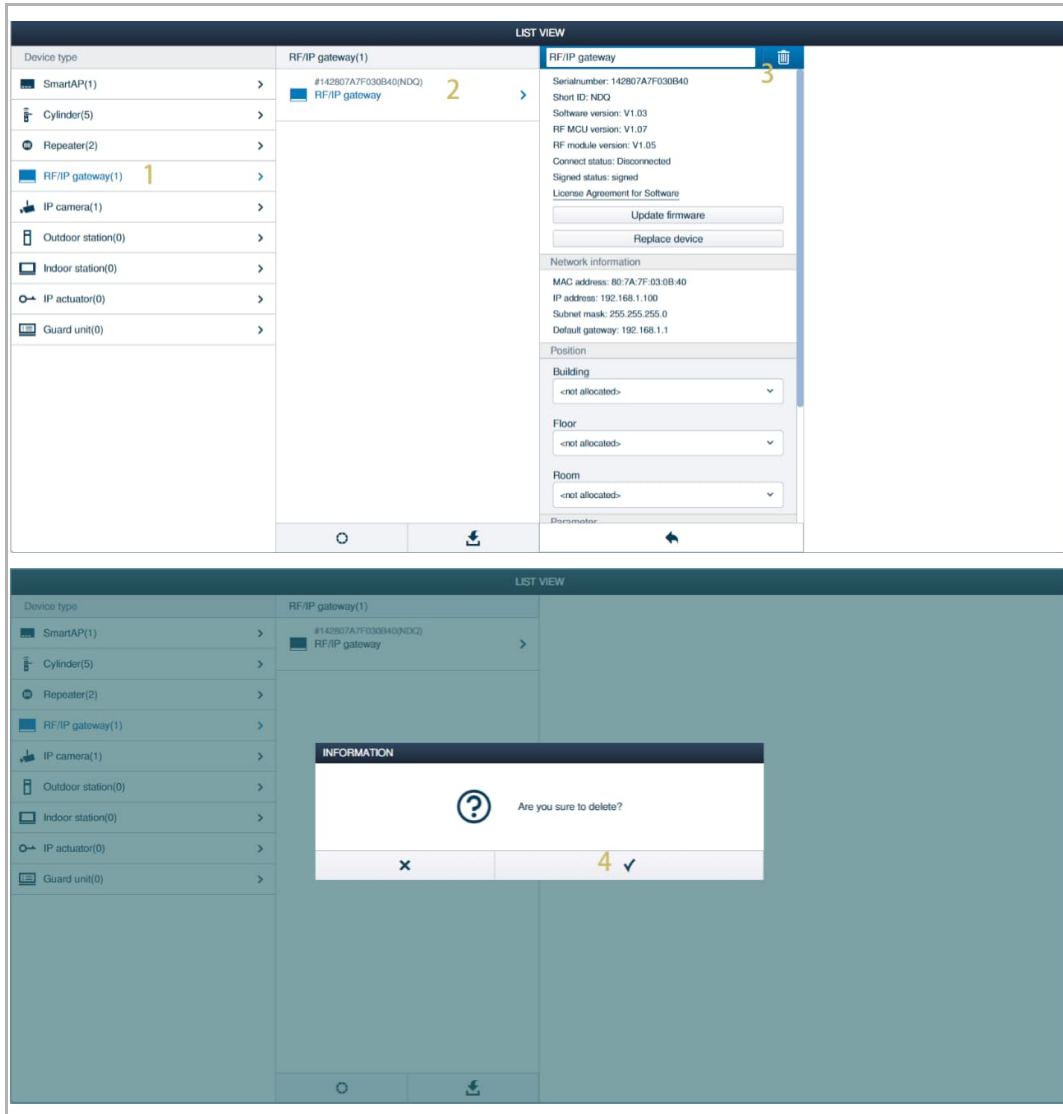 LIST VIEW
Device type
SmartAP(1)
Cylinder(5)
Repeater(2)
RF/IP gateway(1) 1
IP camera(1)
Outdoor station(0)
Indoor station(0)
IP actuator(0)
Guard unit(0)
RF/IP gateway(1)
#142807A7F030B40(NDQ)
RF/IP gateway
2
RF/IP gateway
3
Serialnumber: 142807A7F030B40
Short ID: NDQ
Software version: V1.03
RF MCU version: V1.07
RF module version: V1.05
Connect status: Disconnected
Signed status: signed
License Agreement for Software
Update firmware
Replace device
Network information
MAC address: 80:7A:7F:03:0B:40
IP address: 192.168.1.100
Subnet mask: 255.255.255.0
Default gateway: 192.168.1.1
Position
Building
<not allocated>
Floor
<not allocated>
Room
<not allocated>
Parameter
LIST VIEW
Device type
SmartAP(1)
Cylinder(5)
Repeater(2)
RF/IP gateway(1)
IP camera(1)
Outdoor station(0)
Indoor station(0)
IP actuator(0)
Guard unit(0)
RF/IP gateway(1)
#142807A7F030B40(NDQ)
RF/IP gateway
INFORMATION
Are you sure to delete?
4